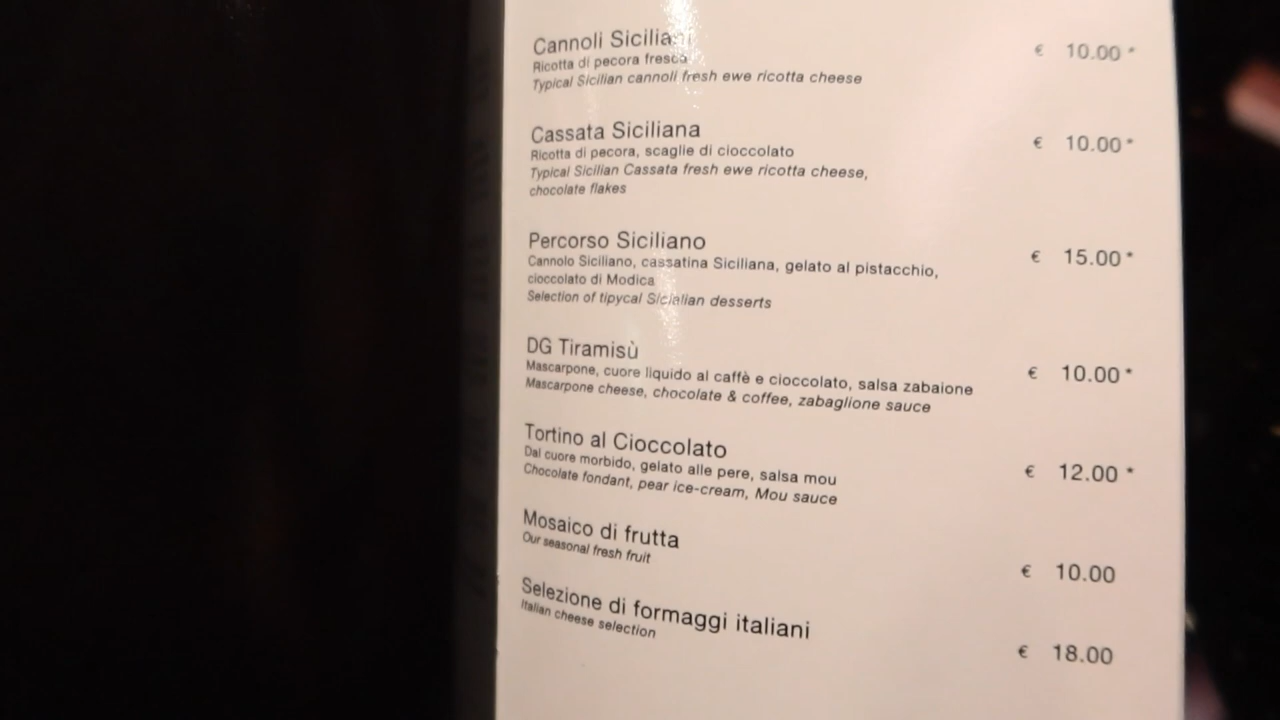 Cannoli Siciliani € 10.00 *
Ricotta di pecora fresca
Typical Sicilian cannoli fresh ewe ricotta cheese
Cassata Siciliana € 10.00 *
Ricotta di pecora, scaglie di cioccolato
Typical Sicilian Cassata fresh ewe ricotta cheese,
chocolate flakes
Percorso Siciliano € 15.00 *
Cannolo Siciliano, cassatina Siciliana, gelato al pistacchio,
cioccolato di Modica
Selection of tipycal Sicialian desserts
DG Tiramisù € 10.00 *
Mascarpone, cuore liquido al caffè e cioccolato, salsa zabaione
Mascarpone cheese, chocolate & coffee, zabaglione sauce
Tortino al Cioccolato € 12.00 *
Dal cuore morbido, gelato alle pere, salsa mou
Chocolate fondant, pear ice-cream, Mou sauce
Mosaico di frutta € 10.00
Our seasonal fresh fruit
Selezione di formaggi italiani € 18.00
Italian cheese selection